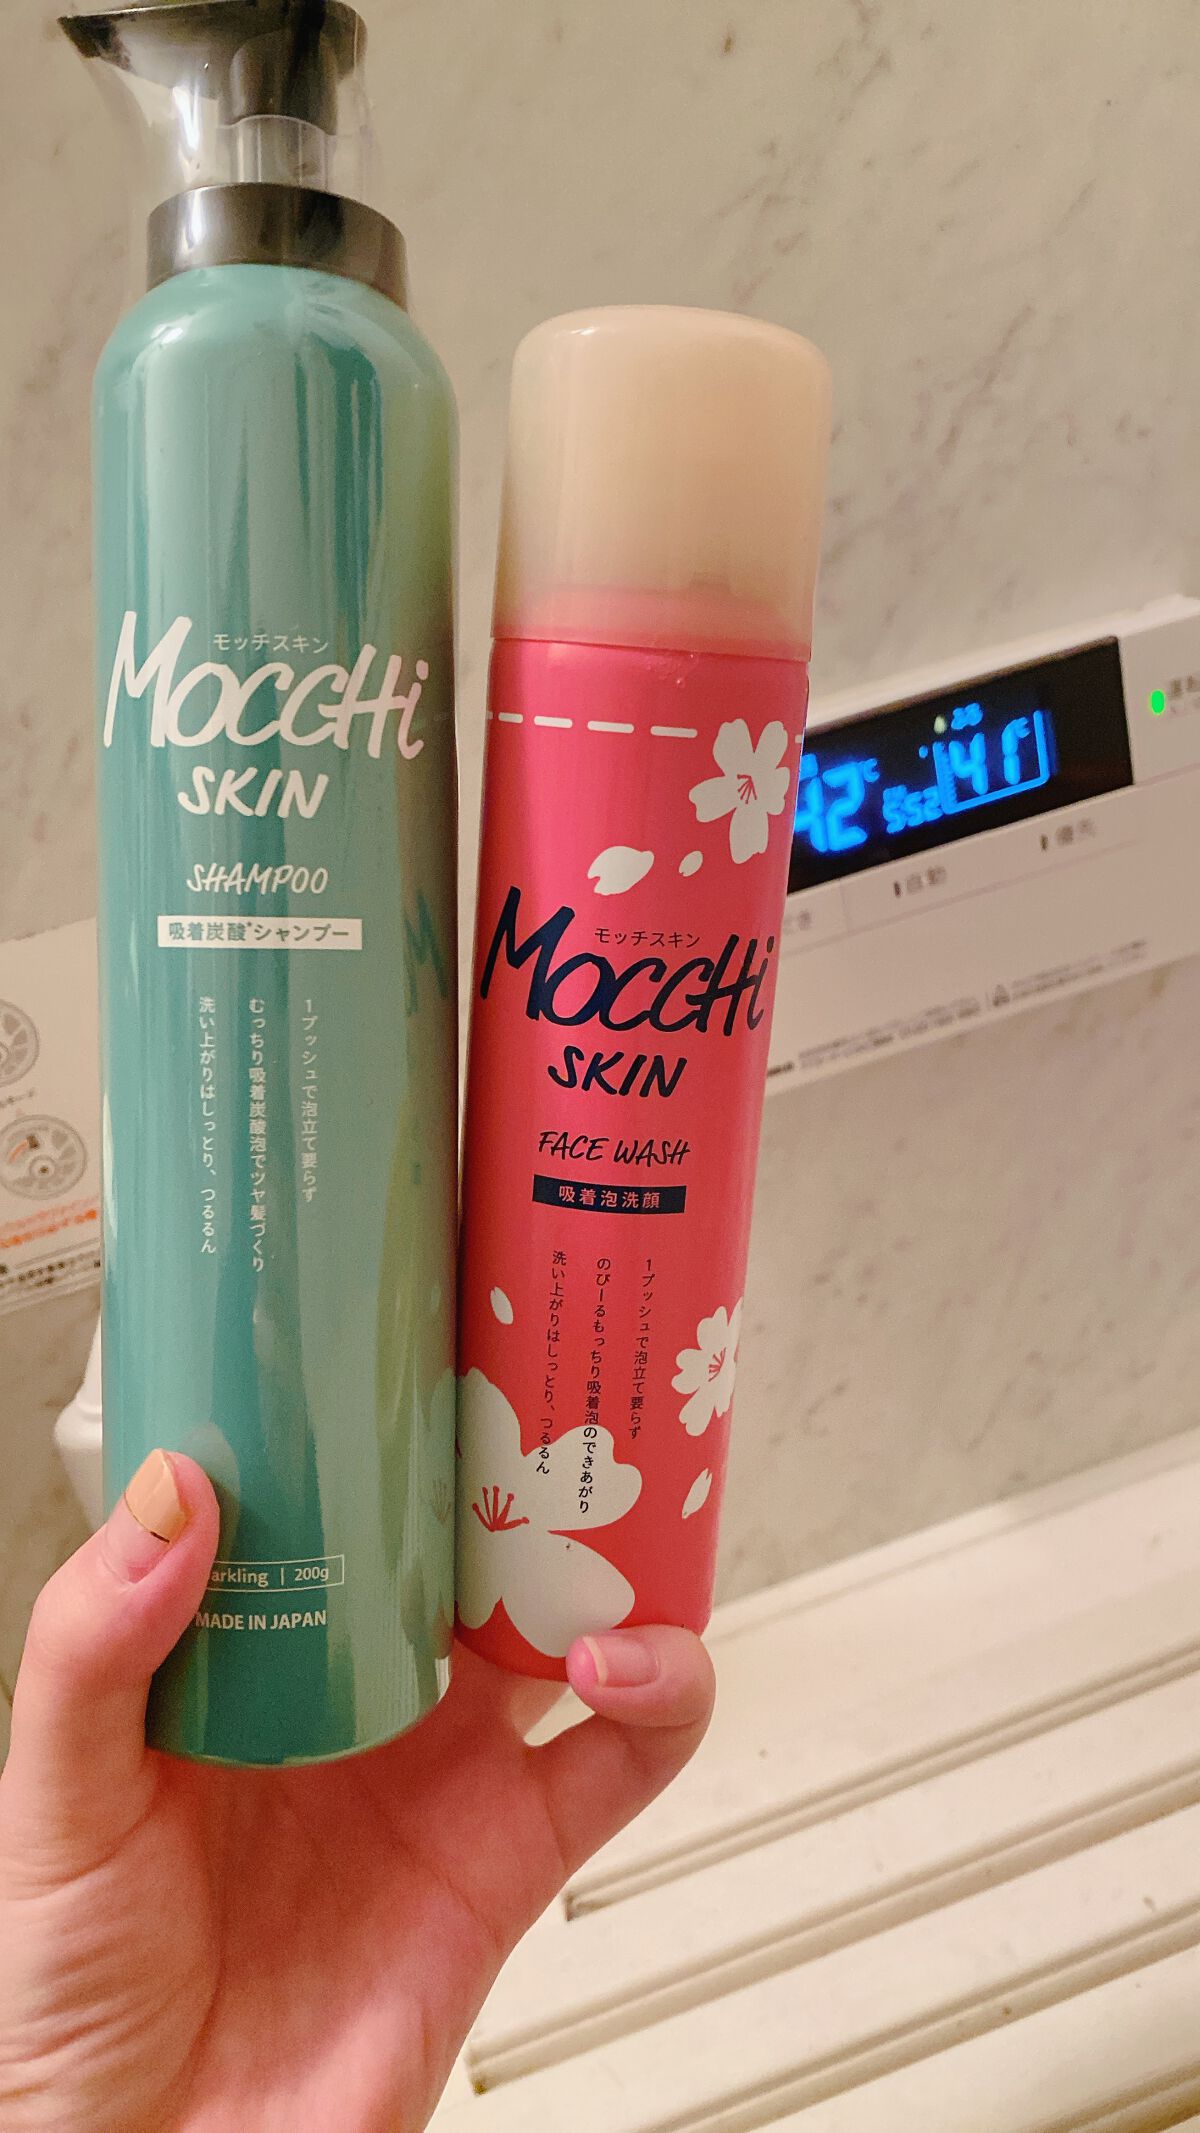 モッチスキン
MOCCHi
SKIN
SHAMPOO
吸着炭酸*シャンプー
1プッシュで泡立て要らず
むっちり吸着炭酸泡でツヤ髪づくり
洗い上がりはしっとり、つるるん
200g
MADE IN JAPAN
モッチスキン
MOCCHi
SKIN
FACE WASH
吸着泡洗顔
1プッシュで泡立て要らず
のびーるもっちり吸着泡のできあがり
洗い上がりはしっとり、つるるん
42℃
5:52
41℃
自動
優先